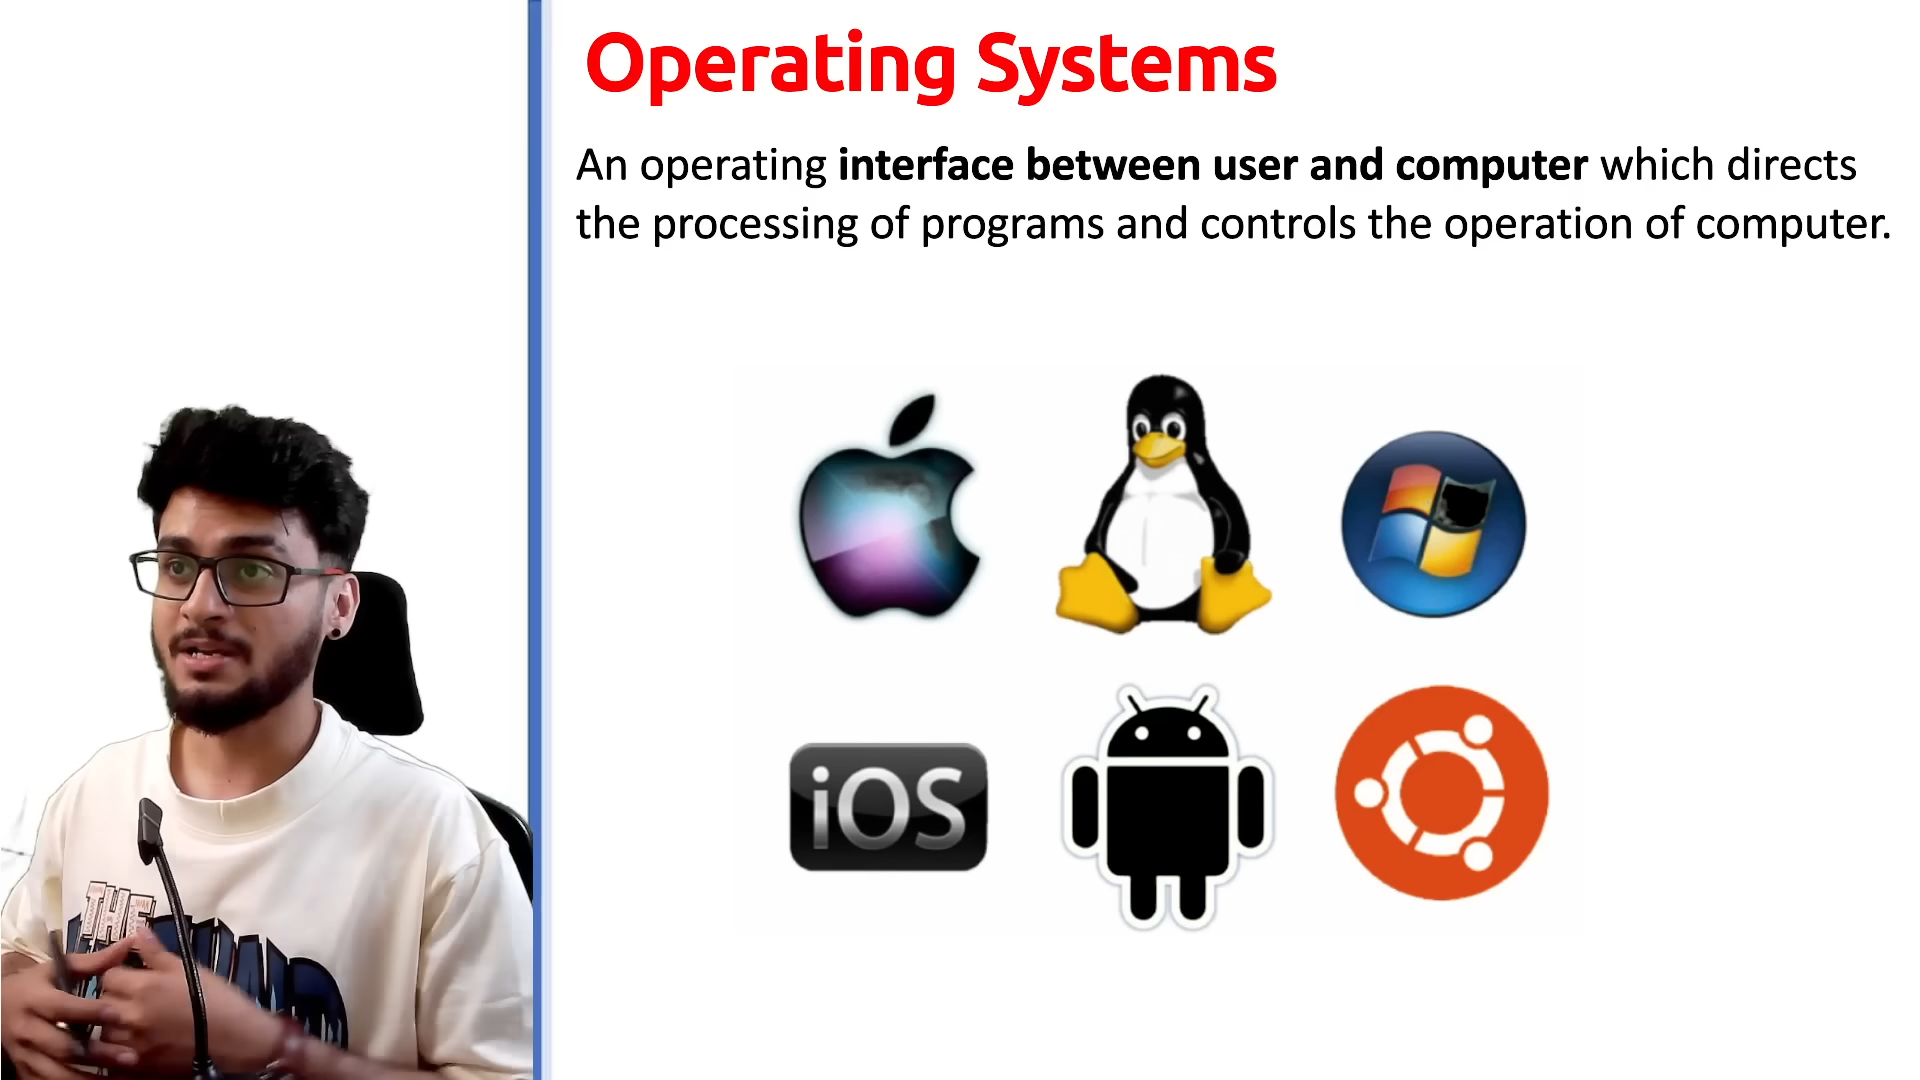 Operating Systems
An operating interface between user and computer which directs
the processing of programs and controls the operation of computer.
iOS
THE